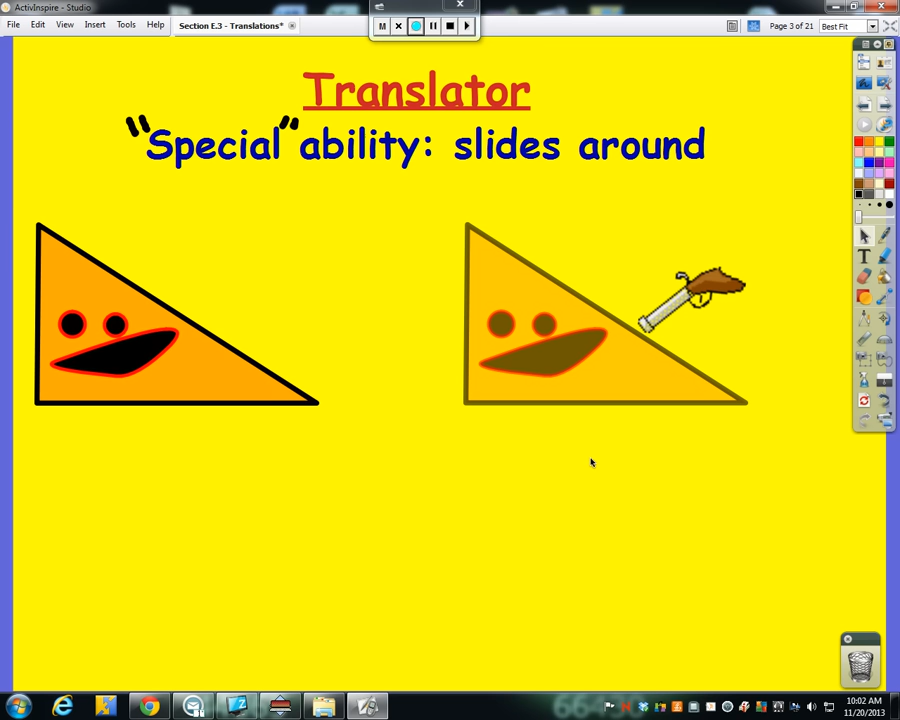 ActivInspire - Studio
File Edit View Insert Tools Help Section E.3 - Translations* Page 3 of 21 Best Fit
M
Translator
"Special" ability: slides around
T
10:02 AM
11/20/2013